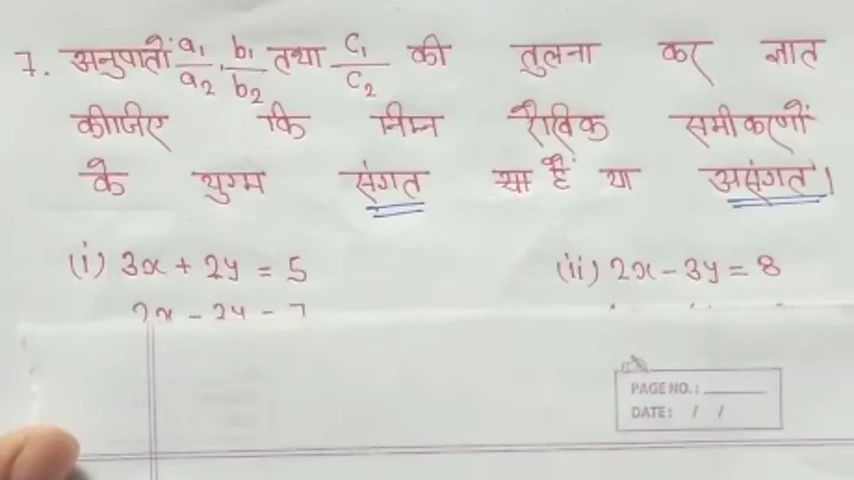 7. अनुपातों a₁/a₂, b₁/b₂ तथा c₁/c₂ की तुलना कर ज्ञात
कीजिए कि निम्न रैखिक समीकरणों
के युग्म संगत या हैं या असंगत।
(i) 3x + 2y = 5 (ii) 2x - 3y = 8
PAGE NO.:
DATE: / /